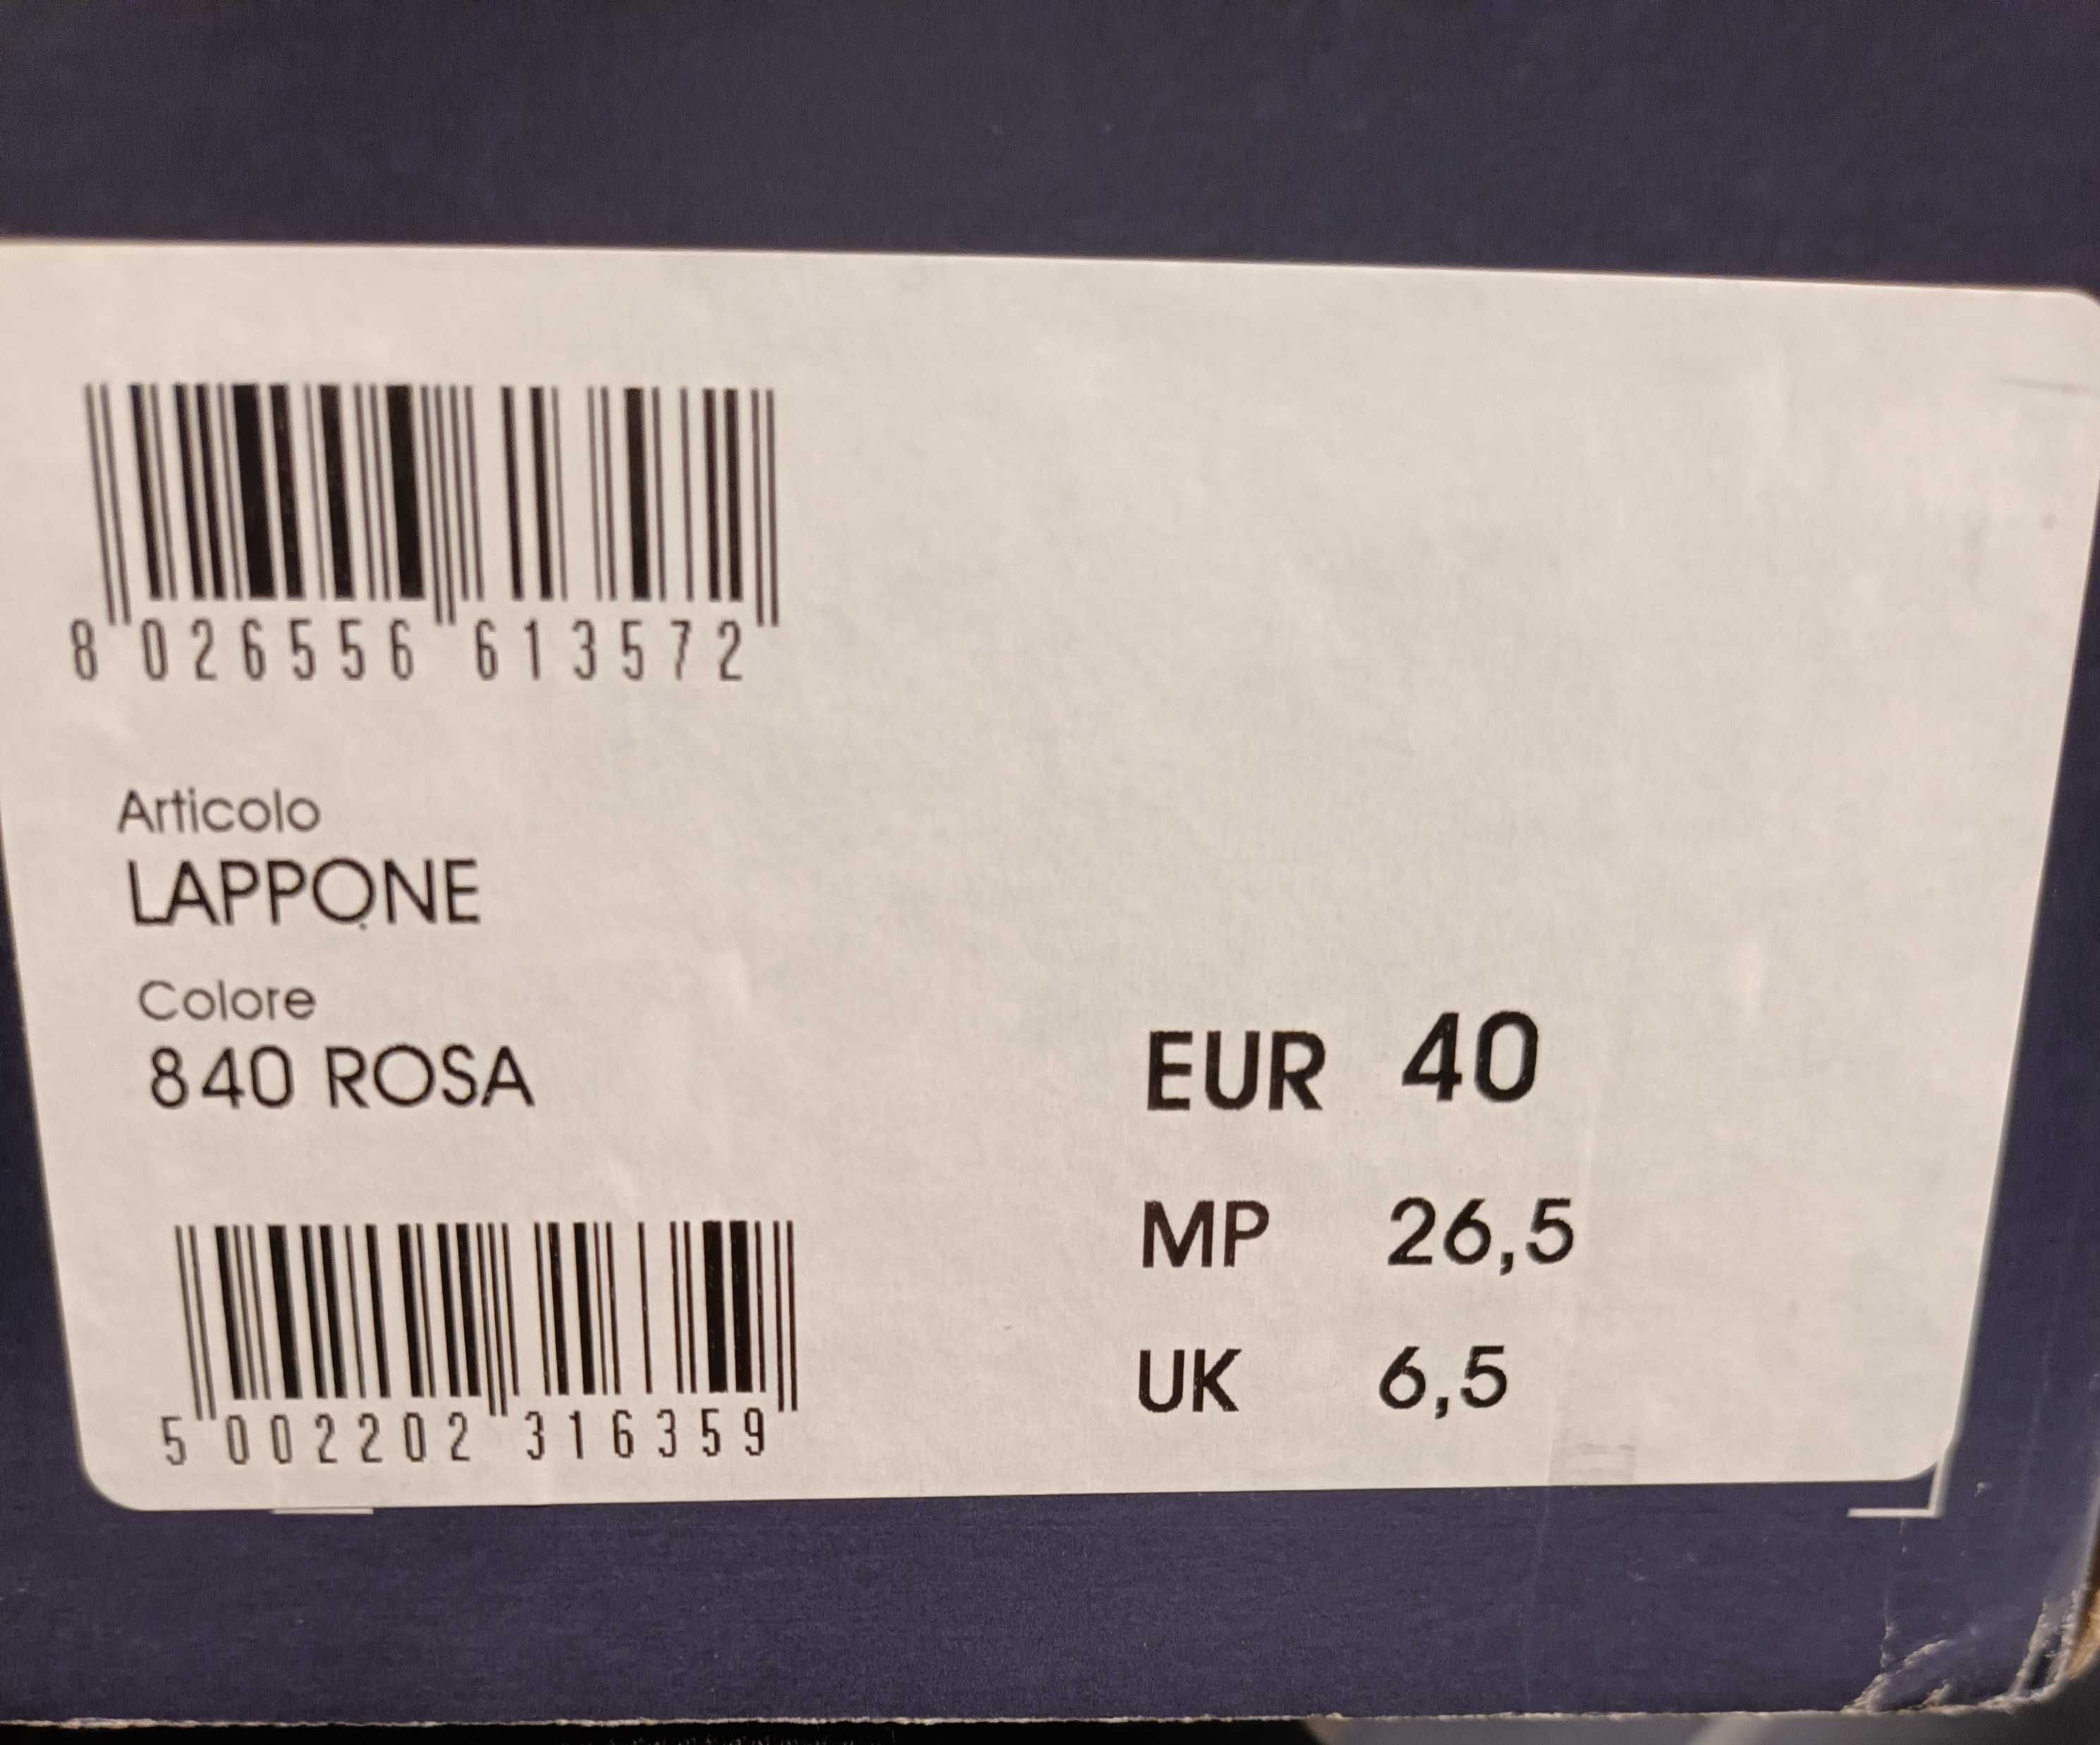 8 026556 613572
Articolo
LAPPONE
Colore
840 ROSA
EUR 40
MP 26,5
UK 6,5
5 002202 316359